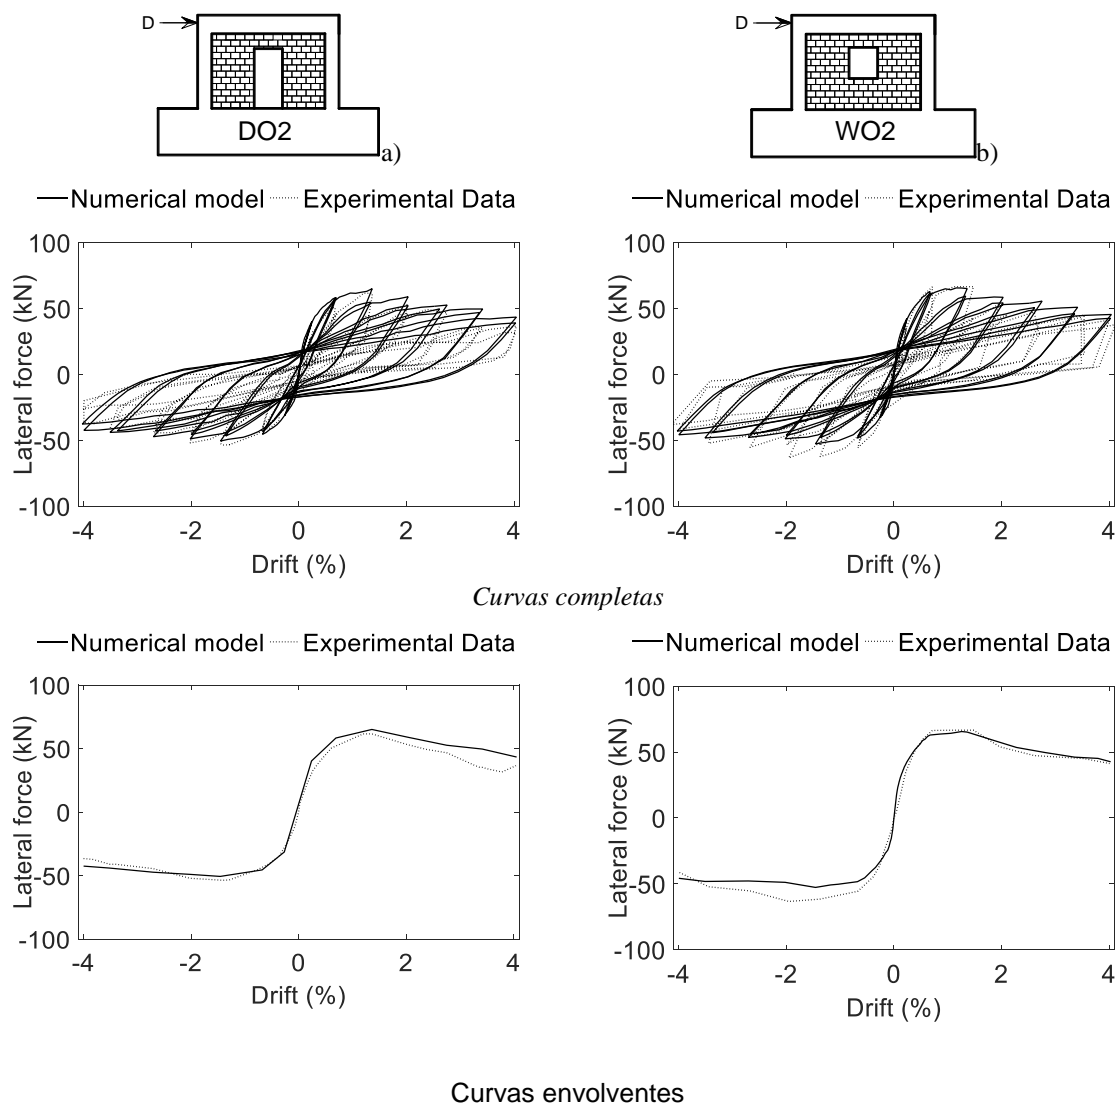 D
DO2
a)
D
WO2
b)
Numerical model Experimental Data
Numerical model Experimental Data
100
50
0
-50
-100
Lateral force (kN)
-4 -2 0 2 4
Drift (%)
100
50
0
-50
-100
Lateral force (kN)
-4 -2 0 2 4
Drift (%)
Curvas completas
Numerical model Experimental Data
Numerical model Experimental Data
100
50
0
-50
-100
Lateral force (kN)
-4 -2 0 2 4
Drift (%)
100
50
0
-50
-100
Lateral force (kN)
-4 -2 0 2 4
Drift (%)
Curvas envolventes